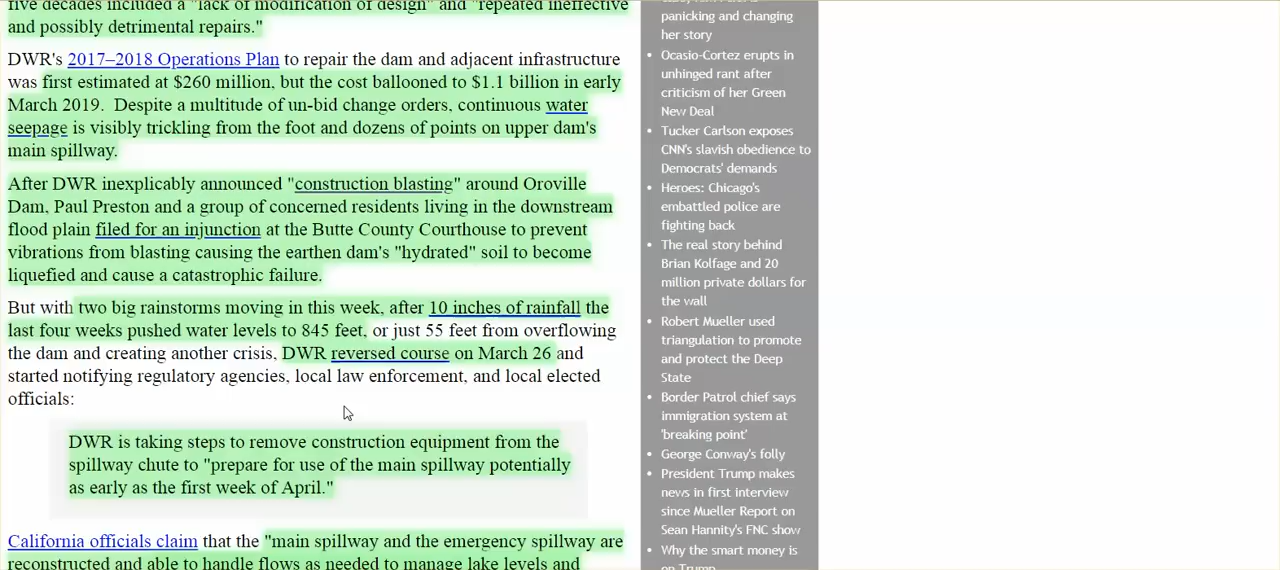 five decades included a "lack of modification of design" and "repeated ineffective
and possibly detrimental repairs."
DWR's 2017–2018 Operations Plan to repair the dam and adjacent infrastructure
was first estimated at $260 million, but the cost ballooned to $1.1 billion in early
March 2019.  Despite a multitude of un-bid change orders, continuous water
seepage is visibly trickling from the foot and dozens of points on upper dam's
main spillway.
After DWR inexplicably announced "construction blasting" around Oroville
Dam, Paul Preston and a group of concerned residents living in the downstream
flood plain filed for an injunction at the Butte County Courthouse to prevent
vibrations from blasting causing the earthen dam's "hydrated" soil to become
liquefied and cause a catastrophic failure.
But with two big rainstorms moving in this week, after 10 inches of rainfall the
last four weeks pushed water levels to 845 feet, or just 55 feet from overflowing
the dam and creating another crisis, DWR reversed course on March 26 and
started notifying regulatory agencies, local law enforcement, and local elected
officials:
DWR is taking steps to remove construction equipment from the
spillway chute to "prepare for use of the main spillway potentially
as early as the first week of April."
California officials claim that the "main spillway and the emergency spillway are
reconstructed and able to handle flows as needed to manage lake levels and
panicking and changing
her story
Ocasio-Cortez erupts in
unhinged rant after
criticism of her Green
New Deal
Tucker Carlson exposes
CNN's slavish obedience to
Democrats' demands
Heroes: Chicago's
embattled police are
fighting back
The real story behind
Brian Kolfage and 20
million private dollars for
the wall
Robert Mueller used
triangulation to promote
and protect the Deep
State
Border Patrol chief says
immigration system at
'breaking point'
George Conway's folly
President Trump makes
news in first interview
since Mueller Report on
Sean Hannity's FNC show
Why the smart money is
on Trump